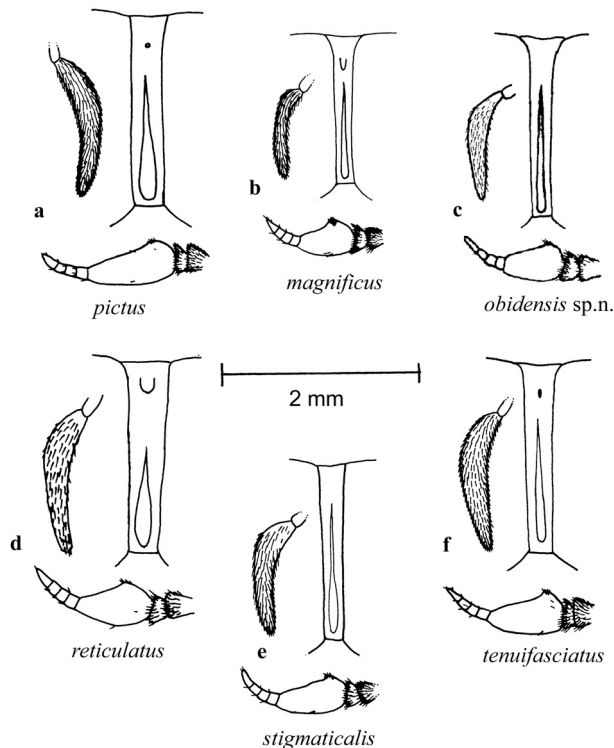 a
b
c
pictus
magnificus
obidensis sp.n.
2 mm
d
e
f
reticulatus
stigmaticalis
tenuifasciatus